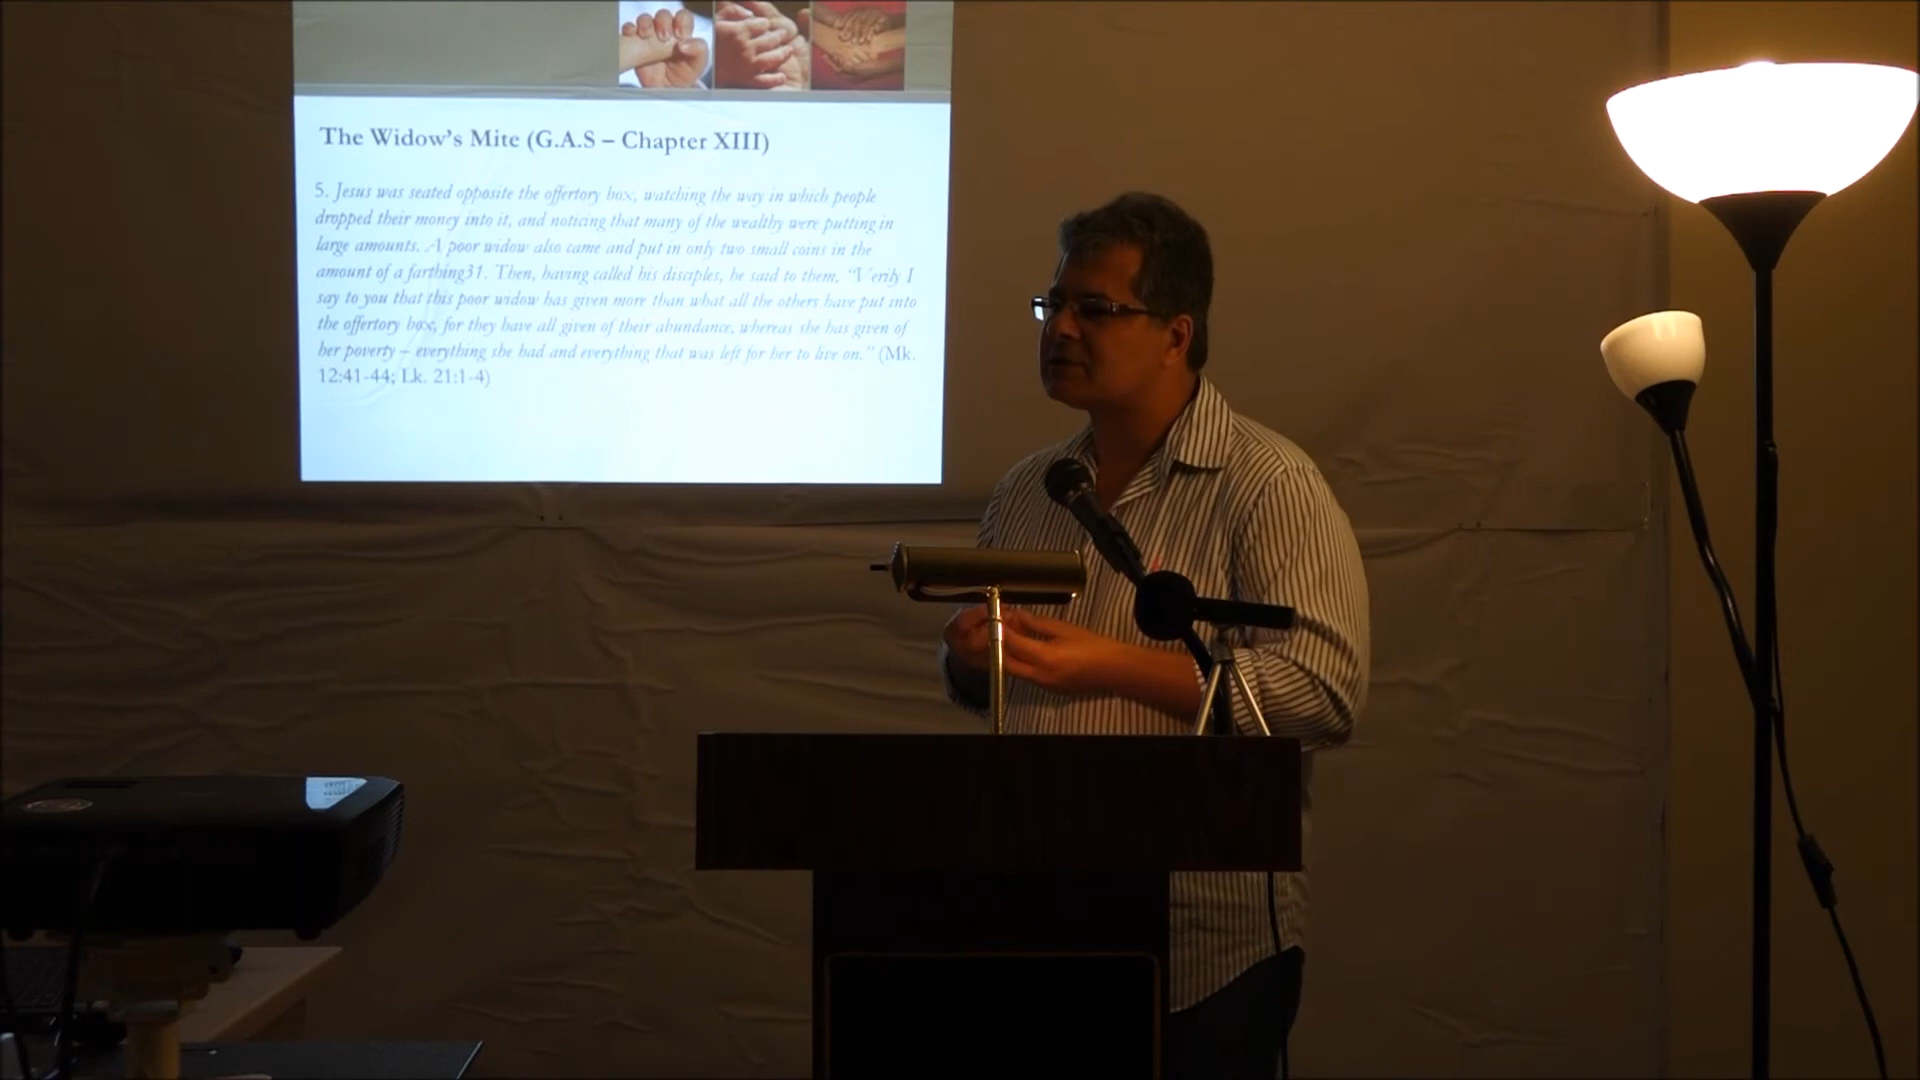 The Widow's Mite (G.A.S – Chapter XIII)
5. Jesus was seated opposite the offertory box, watching the way in which people
dropped their money into it, and noticing that many of the wealthy were putting in
large amounts. A poor widow also came and put in only two small coins in the
amount of a farthing31. Then, having called his disciples, he said to them, "Verily I
say to you that this poor widow has given more than what all the others have put into
the offertory box, for they have all given of their abundance, whereas she has given of
her poverty – everything she had and everything that was left for her to live on." (Mk.
12:41-44; Lk. 21:1-4)